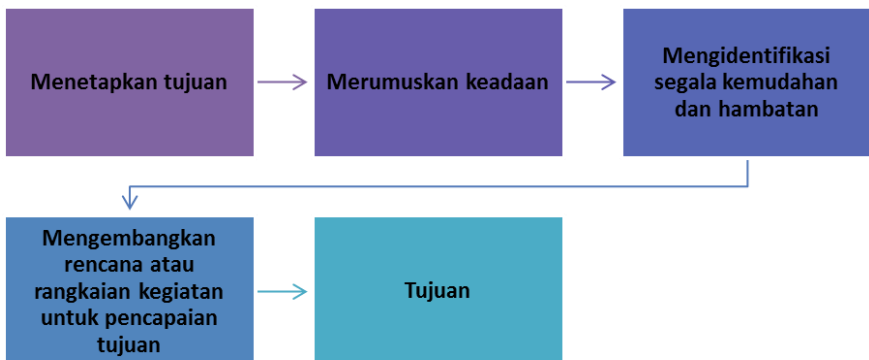 Menetapkan tujuan
Merumuskan keadaan
Mengidentifikasi
segala kemudahan
dan hambatan
Mengembangkan
rencana atau
rangkaian kegiatan
untuk pencapaian
tujuan
Tujuan